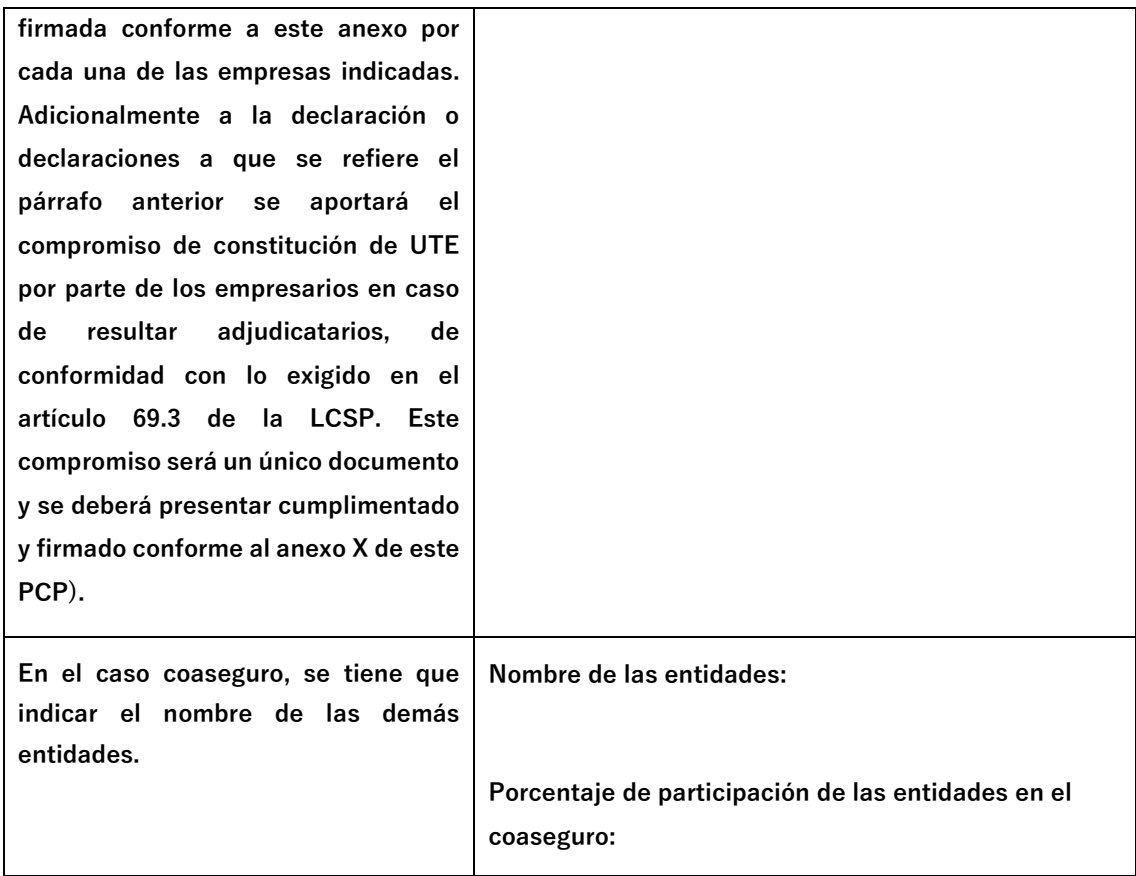 firmada conforme a este anexo por
cada una de las empresas indicadas.
Adicionalmente a la declaración o
declaraciones a que se refiere el
párrafo anterior se aportará el
compromiso de constitución de UTE
por parte de los empresarios en caso
de resultar adjudicatarios, de
conformidad con lo exigido en el
artículo 69.3 de la LCSP. Este
compromiso será un único documento
y se deberá presentar cumplimentado
y firmado conforme al anexo X de este
PCP).
En el caso coaseguro, se tiene que
indicar el nombre de las demás
entidades.
Nombre de las entidades:
Porcentaje de participación de las entidades en el
coaseguro: